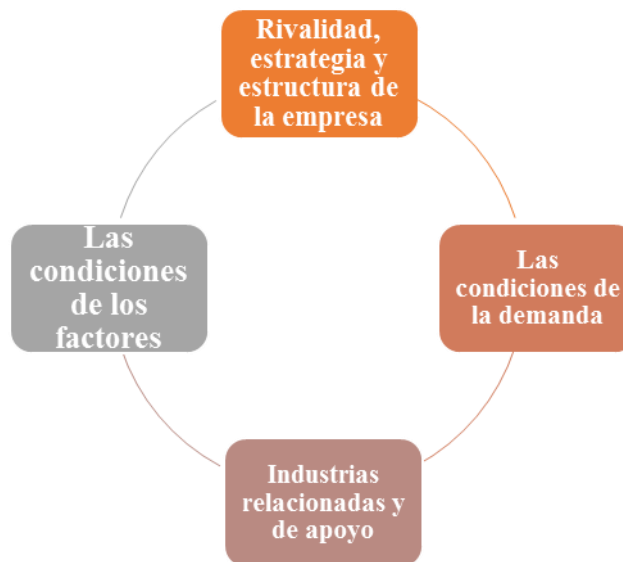 Rivalidad,
estrategia y
estructura de
la empresa
Las
condiciones
de los
factores
Las
condiciones de
la demanda
Industrias
relacionadas y
de apoyo